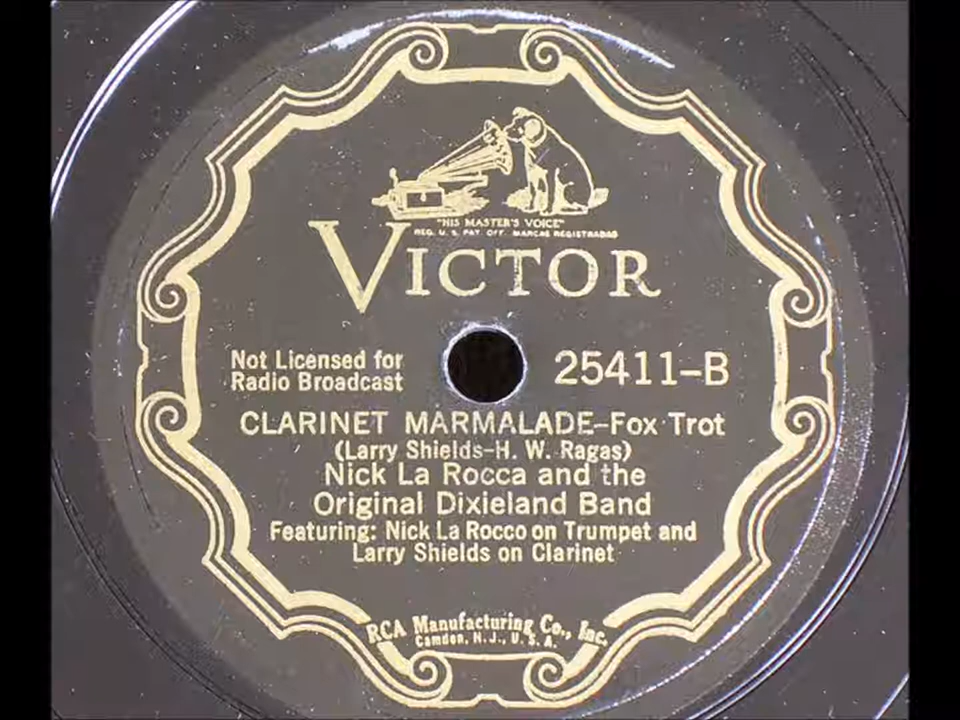 "HIS MASTER'S VOICE"
REG. U. S. PAT. OFF. MARCAS REGISTRADAS
VICTOR
Not Licensed for
Radio Broadcast
25411-B
CLARINET MARMALADE-Fox Trot
(Larry Shields-H. W. Ragas)
Nick La Rocca and the
Original Dixieland Band
Featuring: Nick La Rocco on Trumpet and
Larry Shields on Clarinet
RCA Manufacturing Co., Inc.
Camden, N. J., U. S. A.